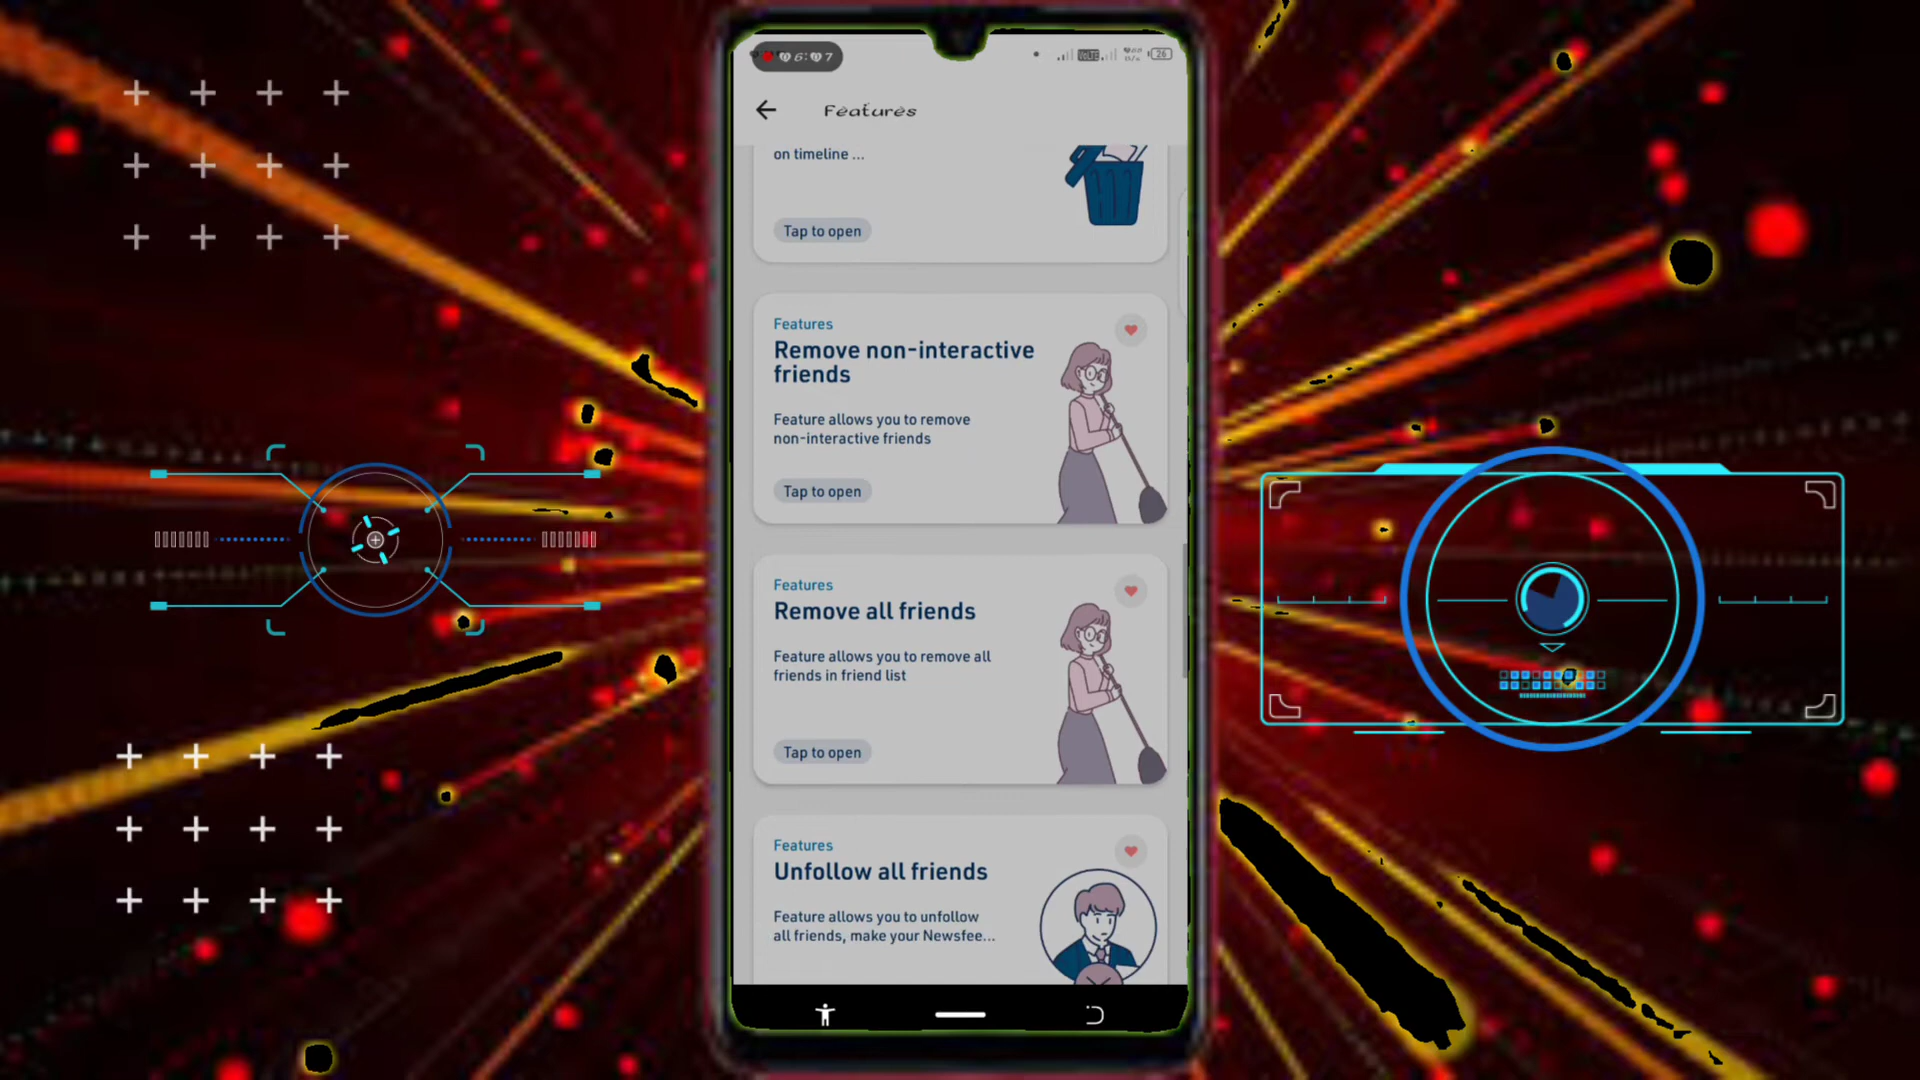 6:07
VoLTE
26
Features
on timeline ...
Tap to open
Features
Remove non-interactive
friends
Feature allows you to remove
non-interactive friends
Tap to open
Features
Remove all friends
Feature allows you to remove all
friends in friend list
Tap to open
Features
Unfollow all friends
Feature allows you to unfollow
all friends, make your Newsfee...